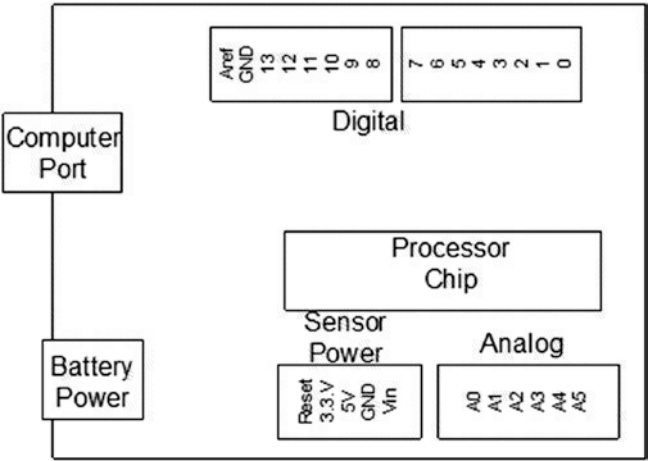 Aref GND 13 12 11 10 9 8
7 6 5 4 3 2 1 0
Digital
Computer
Port
Processor
Chip
Sensor
Power
Analog
Battery
Power
Reset 3.3.V 5V GND Vin
A0 A1 A2 A3 A4 A5